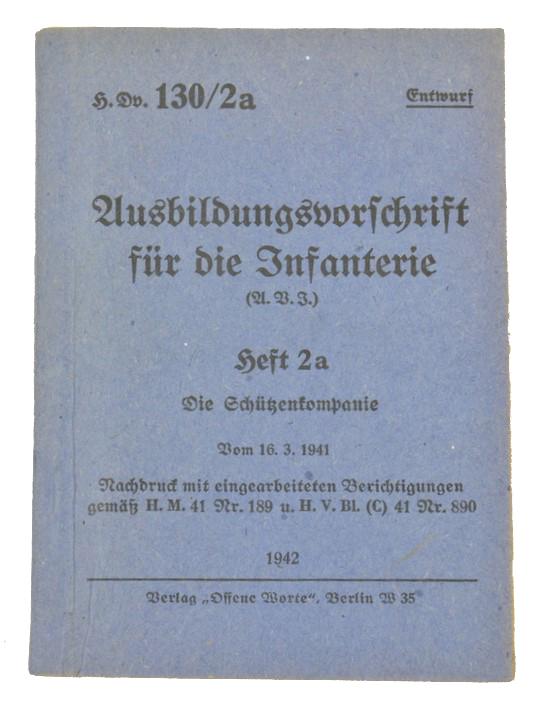 H.Dv. 130/2a
Entwurf
Ausbildungsvorschrift
für die Infanterie
(A. V. I.)
Heft 2a
Die Schützenkompanie
Vom 16. 3. 1941
Nachdruck mit eingearbeiteten Berichtigungen
gemäß H. M. 41 Nr. 189 u. H. V. Bl. (C) 41 Nr. 890
1942
Verlag „Offene Worte“, Berlin W 35